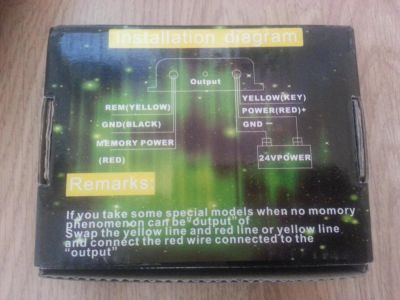 Installation diagram
Output
REM(YELLOW)
GND(BLACK)
MEMORY POWER
(RED)
YELLOW(KEY)
POWER(RED)+
GND −
24VPOWER
Remarks:
If you take some special models when no momory
phenomenon can be "output" of
Swap the yellow line and red line or yellow line
and connect the red wire connected to the
"output"